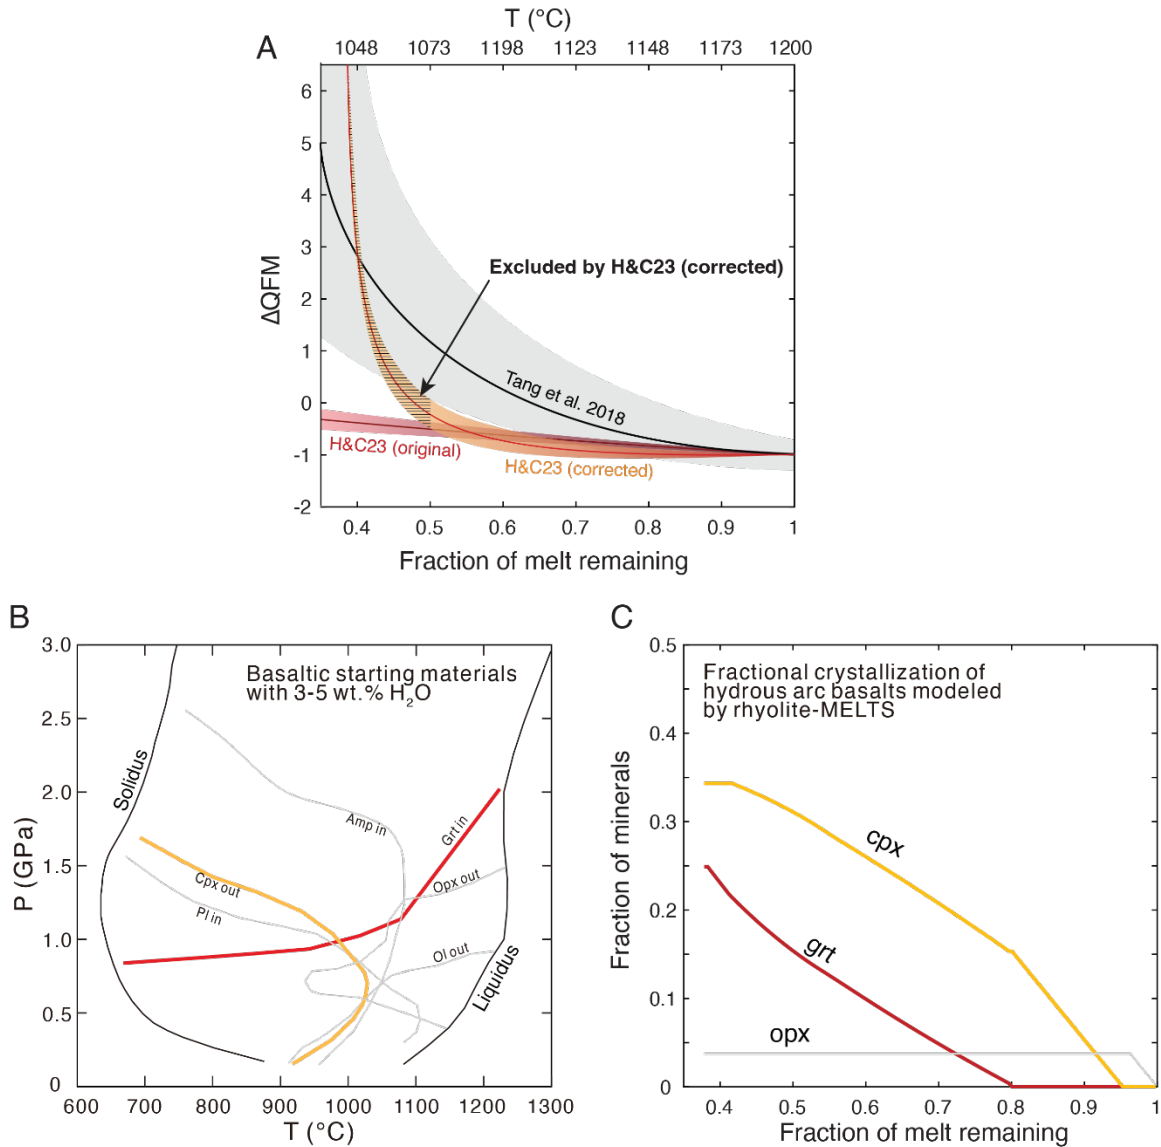 A
T (°C)
1048 1073 1198 1123 1148 1173 1200
6
5
4
3
2
1
0
-1
-2
ΔQFM
Excluded by H&C23 (corrected)
Tang et al. 2018
H&C23 (original)
H&C23 (corrected)
0.4 0.5 0.6 0.7 0.8 0.9 1
Fraction of melt remaining
B
3.0
2.5
2.0
1.5
1.0
0.5
0
P (GPa)
Basaltic starting materials
with 3-5 wt.% H₂O
Solidus
Amp in
Grt in
Cpx out
Opx out
Pl in
Ol out
Liquidus
600 700 800 900 1000 1100 1200 1300
T (°C)
C
0.5
0.4
0.3
0.2
0.1
0
Fraction of minerals
Fractional crystallization of
hydrous arc basalts modeled
by rhyolite-MELTS
cpx
grt
opx
0.4 0.5 0.6 0.7 0.8 0.9 1
Fraction of melt remaining